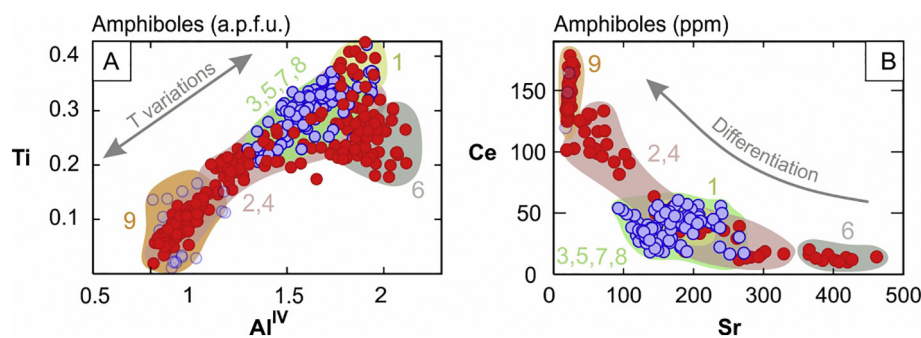 Amphiboles (a.p.f.u.)
A
T variations
Ti
0.4
0.3
0.2
0.1
1
3,5,7,8
2,4
6
9
0.5
1
1.5
2
Al^IV
Amphiboles (ppm)
B
Differentiation
Ce
150
100
50
0
9
2,4
1
3,5,7,8
6
0
100
200
300
400
500
Sr